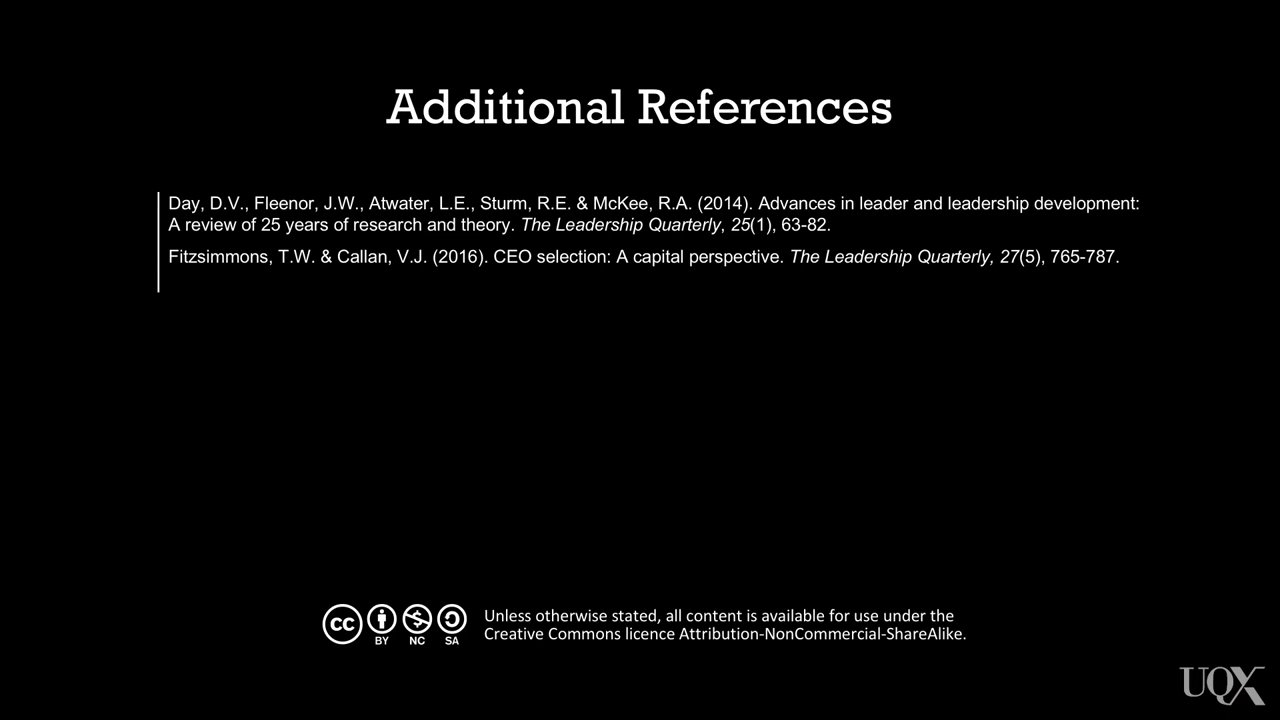 Additional References
Day, D.V., Fleenor, J.W., Atwater, L.E., Sturm, R.E. & McKee, R.A. (2014). Advances in leader and leadership development:
A review of 25 years of research and theory. The Leadership Quarterly, 25(1), 63-82.
Fitzsimmons, T.W. & Callan, V.J. (2016). CEO selection: A capital perspective. The Leadership Quarterly, 27(5), 765-787.
Unless otherwise stated, all content is available for use under the
Creative Commons licence Attribution-NonCommercial-ShareAlike.
cc
BY NC SA
UQX